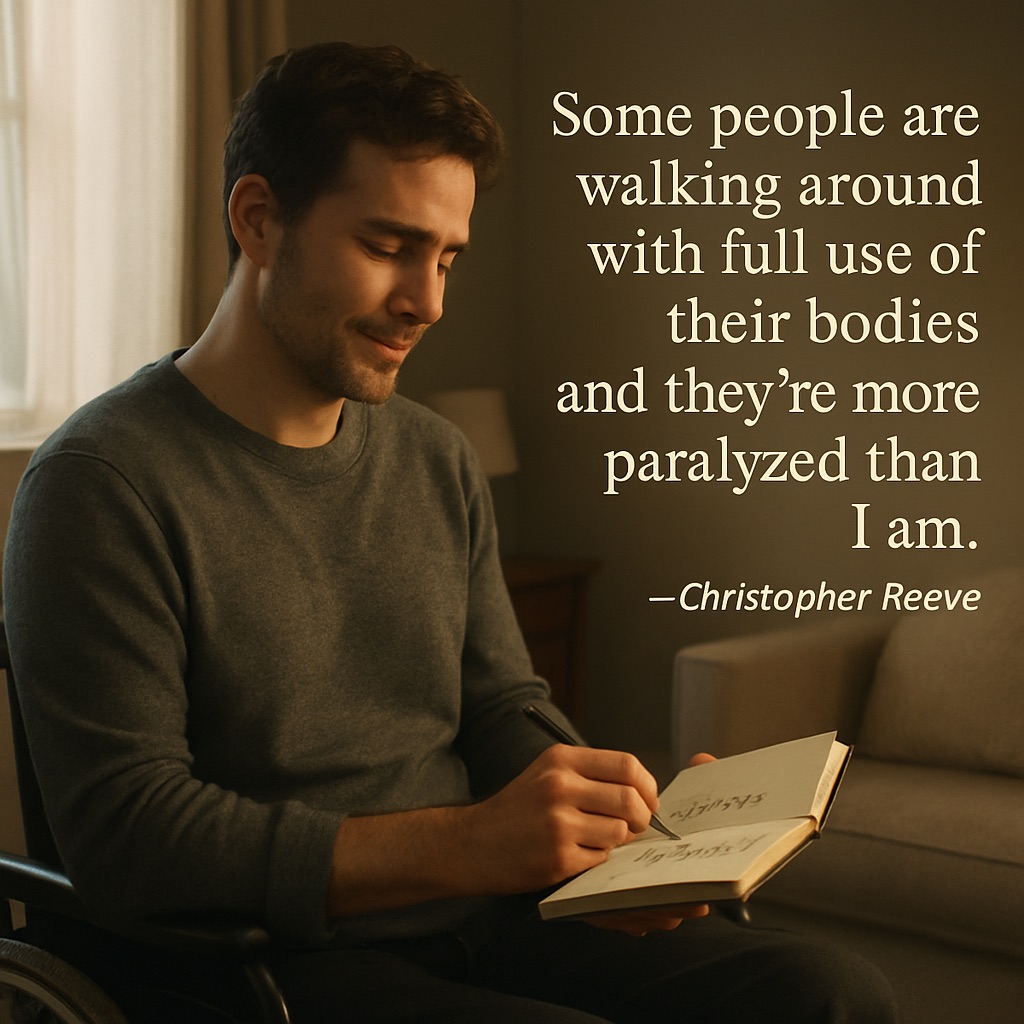 Some people are
walking around
with full use of
their bodies
and they’re more
paralyzed than
I am.
—Christopher Reeve